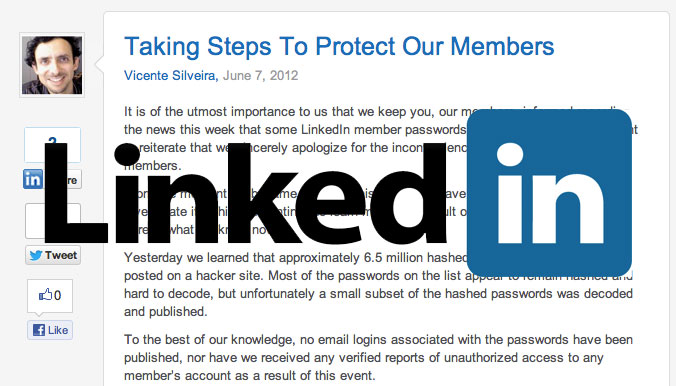 Taking Steps To Protect Our Members
Vicente Silveira, June 7, 2012
It is of the utmost importance to us that we keep you, our
the news this week that some LinkedIn member passwords
reiterate that we sincerely apologize for the
members.
Linked in
Yesterday we learned that approximately 6.5 million hashed
posted on a hacker site. Most of the passwords on the list appear to remain hashed and
hard to decode, but unfortunately a small subset of the hashed passwords was decoded
and published.
To the best of our knowledge, no email logins associated with the passwords have been
published, nor have we received any verified reports of unauthorized access to any
member's account as a result of this event.
in
Tweet
0
Like